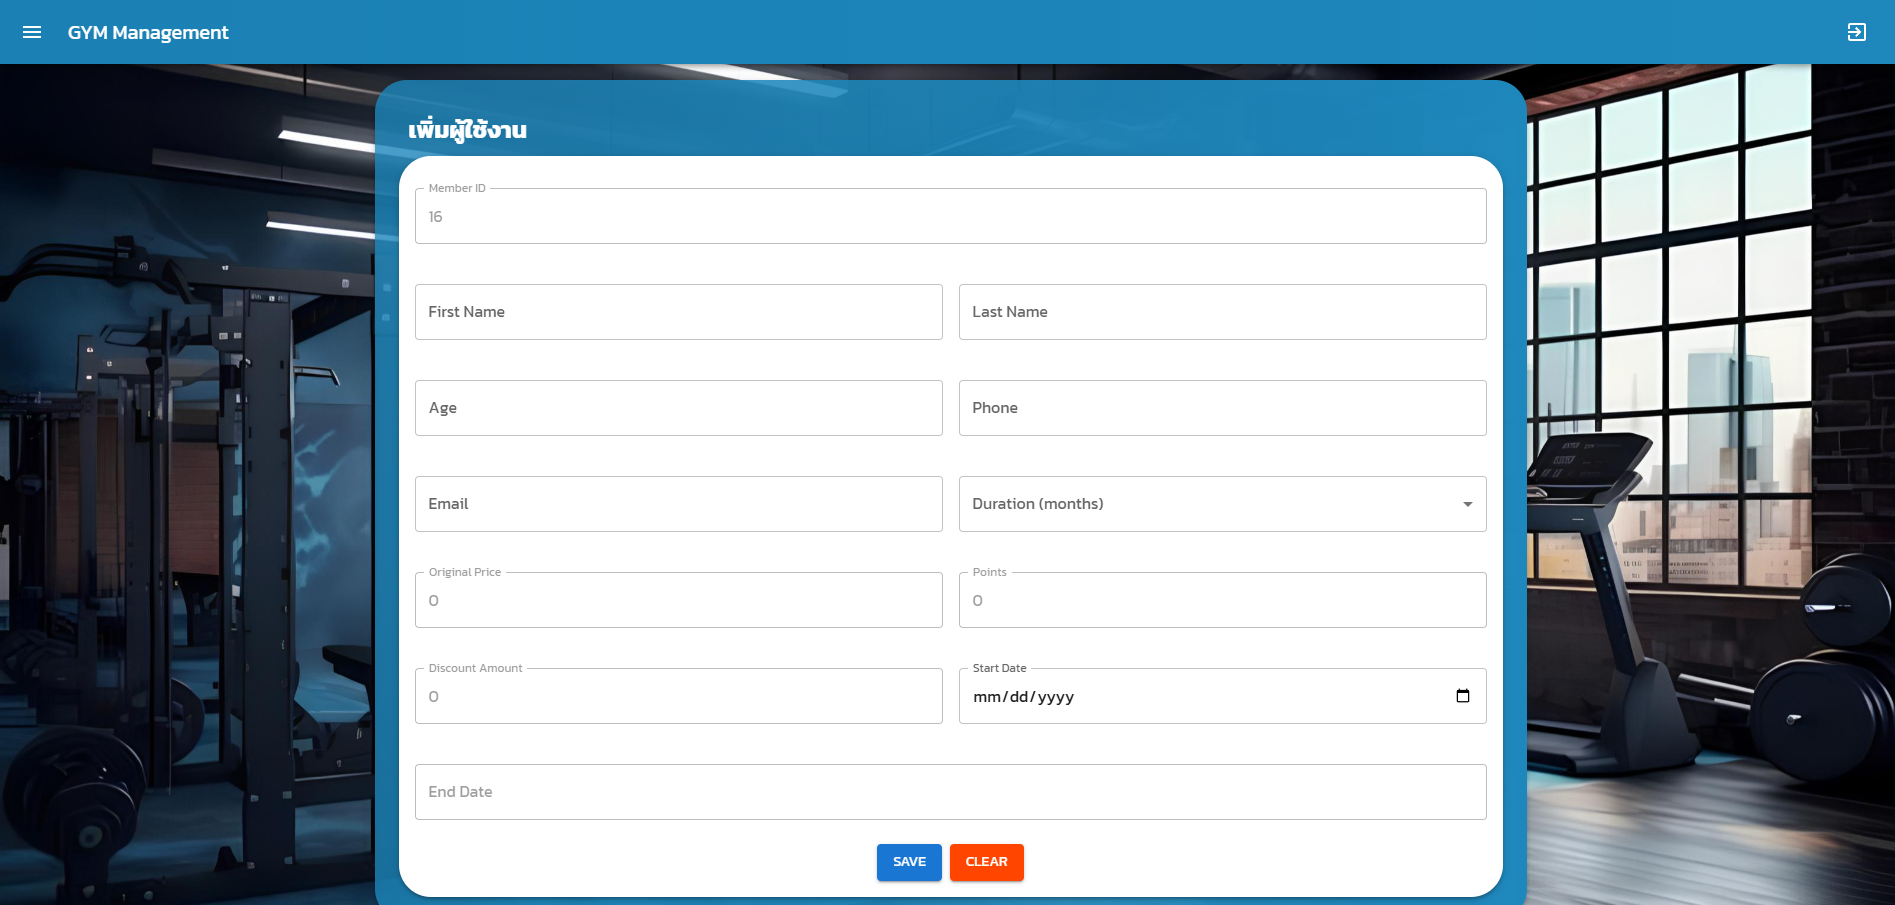 GYM Management
เพิ่มผู้ใช้งาน
Member ID
16
First Name
Last Name
Age
Phone
Email
Duration (months)
Original Price
0
Points
0
Discount Amount
0
Start Date
mm/dd/yyyy
End Date
SAVE
CLEAR